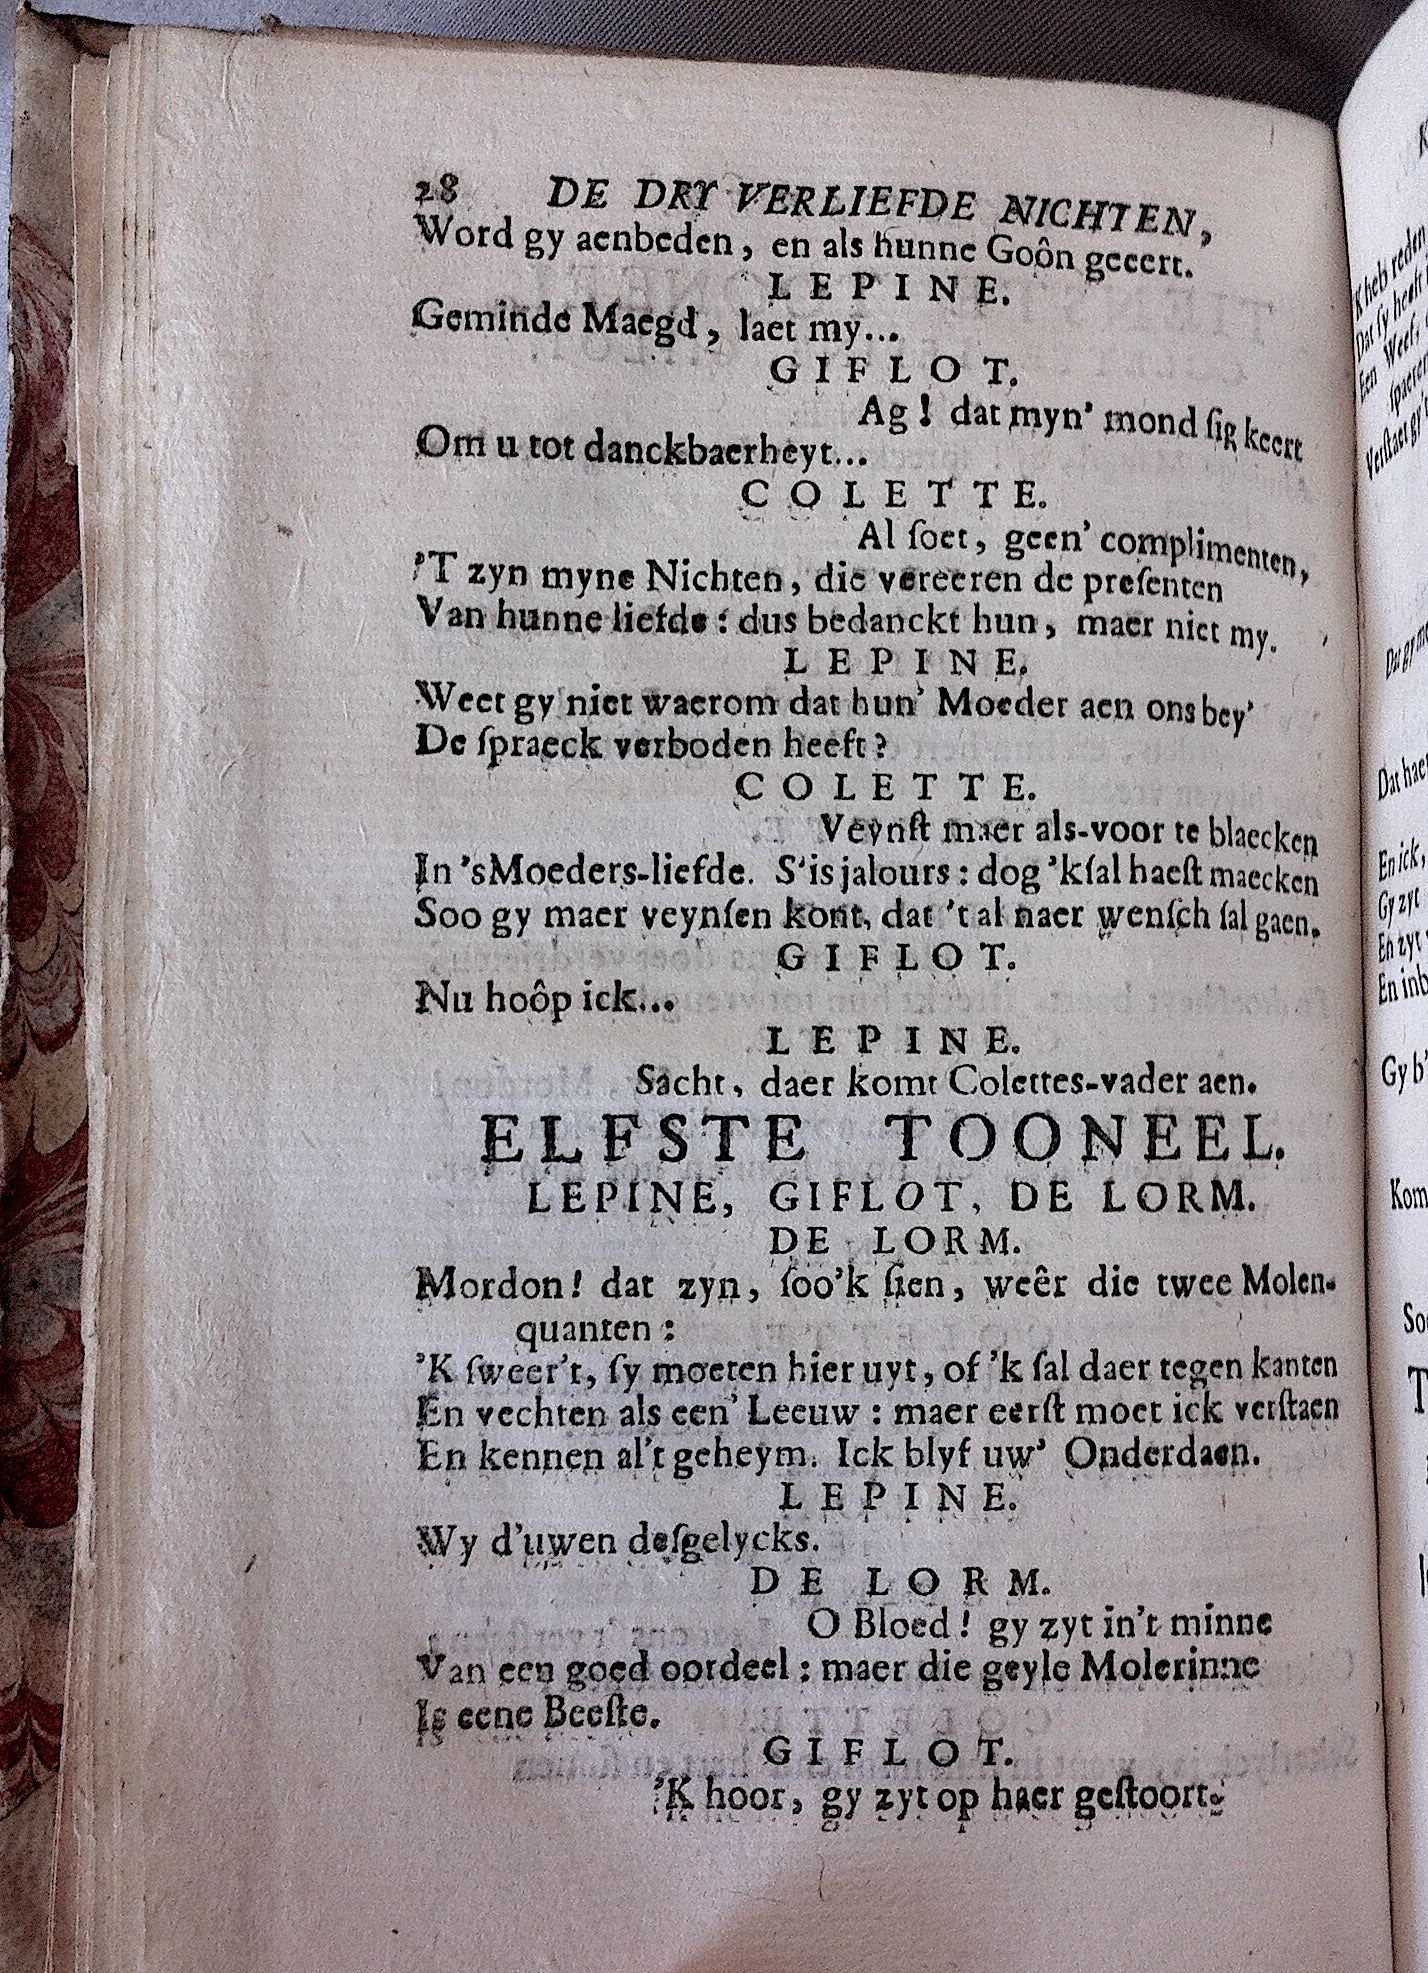 28 DE DRY VERLIEFDE NICHTEN,
Word gy aenbeden, en als hunne Goôn geeert.
LEPINE.
Geminde Maegd, laet my...
GIFLOT.
Ag! dat myn' mond ſig keert
Om u tot danckbaerheyt...
COLETTE.
Al ſoet, geen' complimenten,
'T zyn myne Nichten, die vereeren de preſenten
Van hunne liefde: dus bedanckt hun, maer niet my.
LEPINE.
Weet gy niet waerom dat hun' Moeder aen ons bey'
De ſpraeck verboden heeft?
COLETTE.
Veynſt maer als-voor te blaecken
In 'sMoeders-liefde. S'is jalours: dog 'kſal haeſt maecken
Soo gy maer veynſen kont, dat 't al naer wenſch ſal gaen.
GIFLOT.
Nu hoôp ick...
LEPINE.
Sacht, daer komt Colettes-vader aen.
ELFSTE TOONEEL.
LEPINE, GIFLOT, DE LORM.
DE LORM.
Mordon! dat zyn, ſoo'k ſien, weêr die twee Molen-
quanten:
'K ſweer't, ſy moeten hier uyt, of 'k ſal daer tegen kanten
En vechten als een' Leeuw: maer eerſt moet ick verſtaen
En kennen al't geheym. Ick blyf uw' Onderdaen.
LEPINE.
Wy d'uwen deſgelycks.
DE LORM.
O Bloed! gy zyt in't minne
Van een goed oordeel: maer die geyle Molerinne
Is eene Beeſte.
GIFLOT.
'K hoor, gy zyt op haer geſtoort.